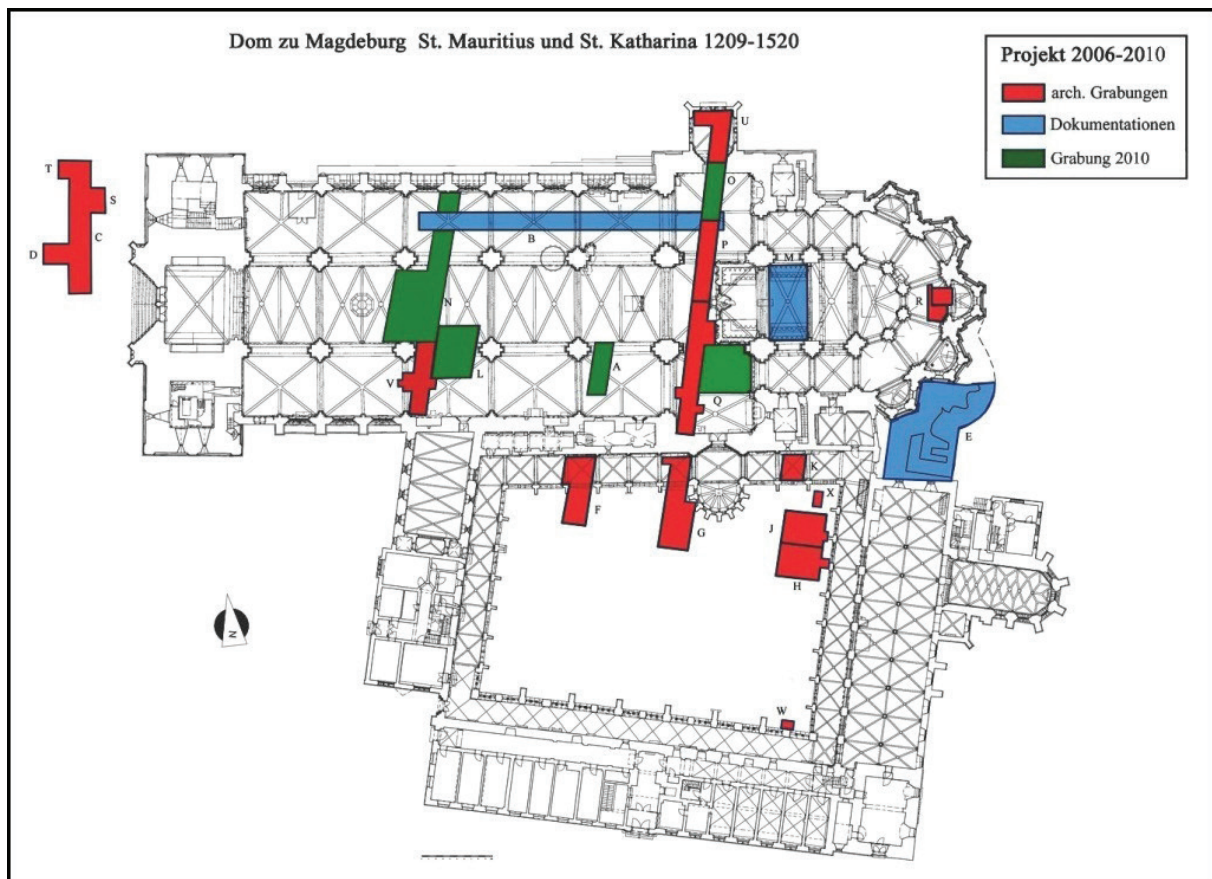 Dom zu Magdeburg St. Mauritius und St. Katharina 1209-1520
Projekt 2006-2010
arch. Grabungen
Dokumentationen
Grabung 2010
U
T
O
S
C
B
P
D
M
N
R
V
L
A
Q
E
K
F
X
G
J
H
N
W